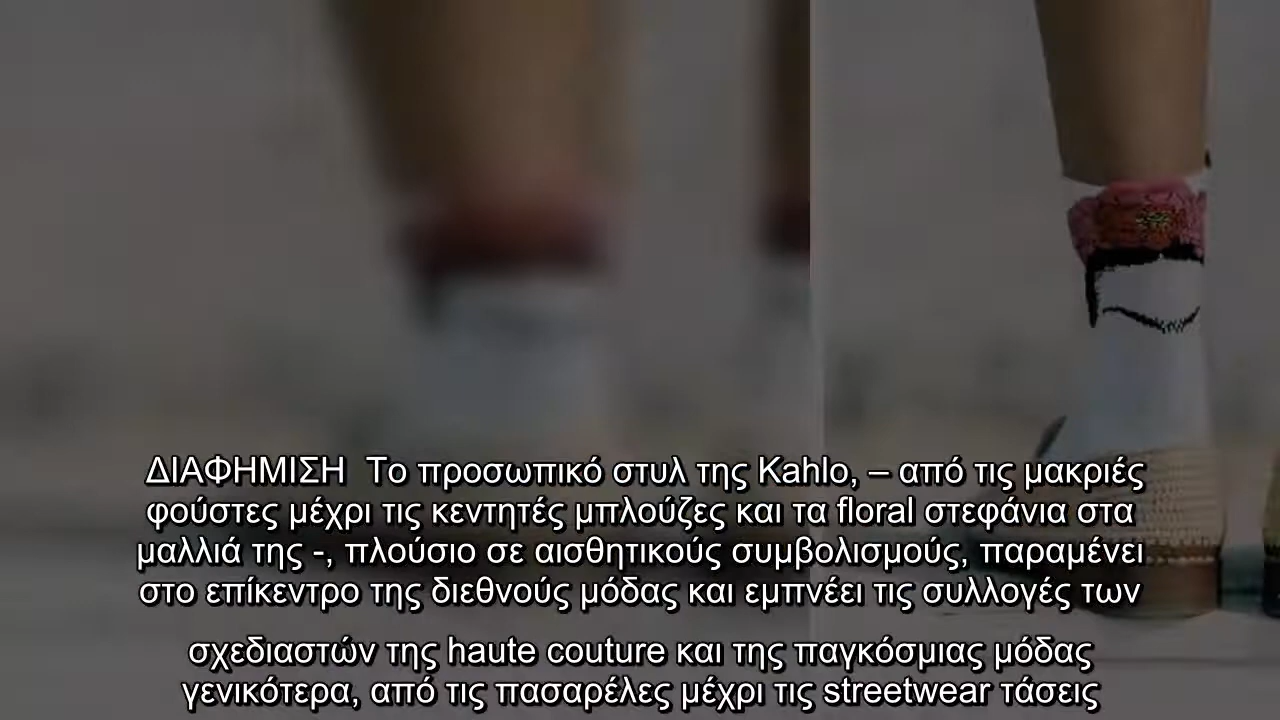 ΔΙΑΦΗΜΙΣΗ  Το προσωπικό στυλ της Kahlo, – από τις μακριές
φούστες μέχρι τις κεντητές μπλούζες και τα floral στεφάνια στα
μαλλιά της -, πλούσιο σε αισθητικούς συμβολισμούς, παραμένει
στο επίκεντρο της διεθνούς μόδας και εμπνέει τις συλλογές των
σχεδιαστών της haute couture και της παγκόσμιας μόδας
γενικότερα, από τις πασαρέλες μέχρι τις streetwear τάσεις